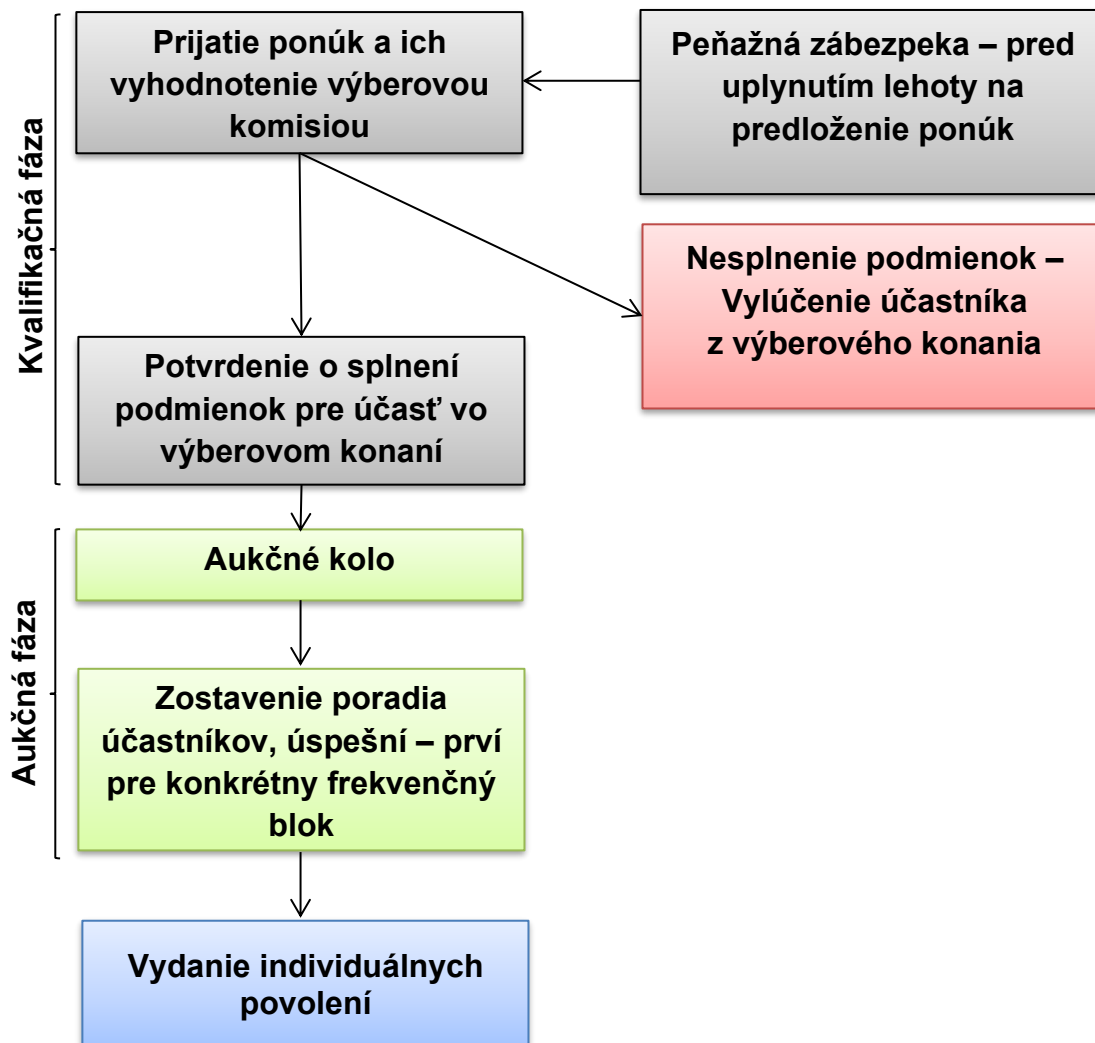 Kvalifikačná fáza
Prijatie ponúk a ich
vyhodnotenie výberovou
komisiou
Peňažná zábezpeka – pred
uplynutím lehoty na
predloženie ponúk
Nesplnenie podmienok –
Vylúčenie účastníka
z výberového konania
Potvrdenie o splnení
podmienok pre účasť vo
výberovom konaní
Aukčná fáza
Aukčné kolo
Zostavenie poradia
účastníkov, úspešní – prví
pre konkrétny frekvenčný
blok
Vydanie individuálnych
povolení